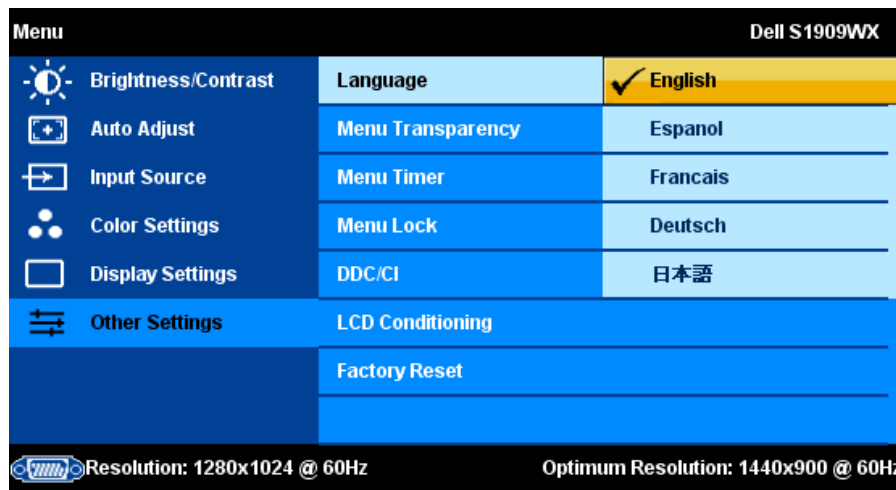 Menu Dell S1909WX
Brightness/Contrast Language English
Auto Adjust Menu Transparency Espanol
Input Source Menu Timer Francais
Color Settings Menu Lock Deutsch
Display Settings DDC/CI 日本語
Other Settings LCD Conditioning
Factory Reset
Resolution: 1280x1024 @ 60Hz Optimum Resolution: 1440x900 @ 60Hz